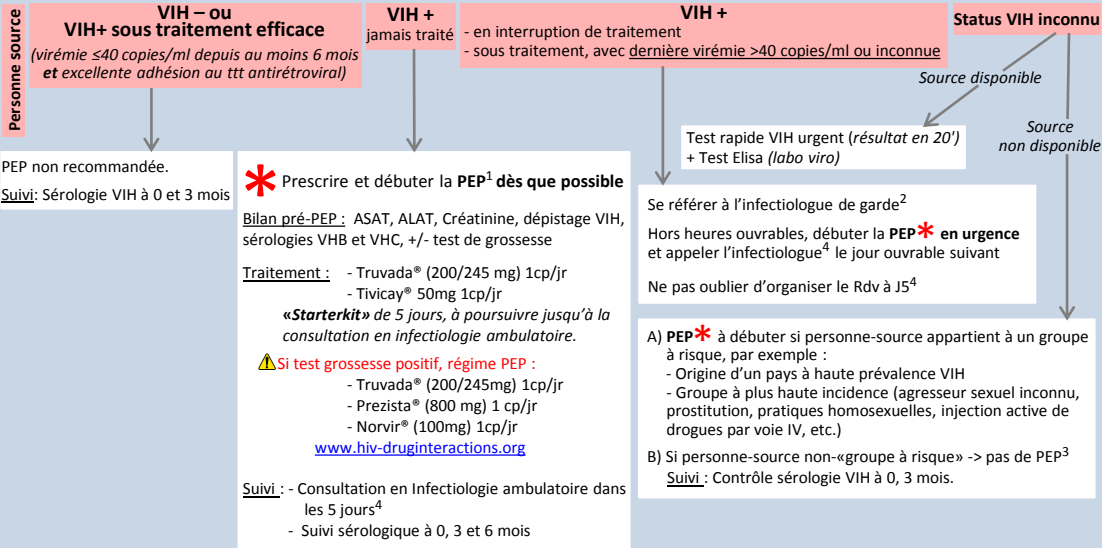 Personne source
VIH – ou
VIH+ sous traitement efficace
(virémie ≤40 copies/ml depuis au moins 6 mois
et excellente adhésion au ttt antirétroviral)
VIH +
jamais traité
VIH +
- en interruption de traitement
- sous traitement, avec dernière virémie >40 copies/ml ou inconnue
Status VIH inconnu
Source disponible
Source
non disponible
PEP non recommandée.
Suivi: Sérologie VIH à 0 et 3 mois
* Prescrire et débuter la PEP1 dès que possible
Bilan pré-PEP : ASAT, ALAT, Créatinine, dépistage VIH,
sérologies VHB et VHC, +/- test de grossesse
Traitement : - Truvada® (200/245 mg) 1cp/jr
- Tivicay® 50mg 1cp/jr
«Starterkit» de 5 jours, à poursuivre jusqu’à la
consultation en infectiologie ambulatoire.
⚠Si test grossesse positif, régime PEP :
- Truvada® (200/245mg) 1cp/jr
- Prezista® (800 mg) 1 cp/jr
- Norvir® (100mg) 1cp/jr
www.hiv-druginteractions.org
Suivi : - Consultation en Infectiologie ambulatoire dans
les 5 jours4
- Suivi sérologique à 0, 3 et 6 mois
Test rapide VIH urgent (résultat en 20')
+ Test Elisa (labo viro)
Se référer à l’infectiologue de garde2
Hors heures ouvrables, débuter la PEP* en urgence
et appeler l’infectiologue4 le jour ouvrable suivant
Ne pas oublier d’organiser le Rdv à J54
A) PEP* à débuter si personne-source appartient à un groupe
à risque, par exemple :
- Origine d’un pays à haute prévalence VIH
- Groupe à plus haute incidence (agresseur sexuel inconnu,
prostitution, pratiques homosexuelles, injection active de
drogues par voie IV, etc.)
B) Si personne-source non-«groupe à risque» -> pas de PEP3
Suivi : Contrôle sérologie VIH à 0, 3 mois.